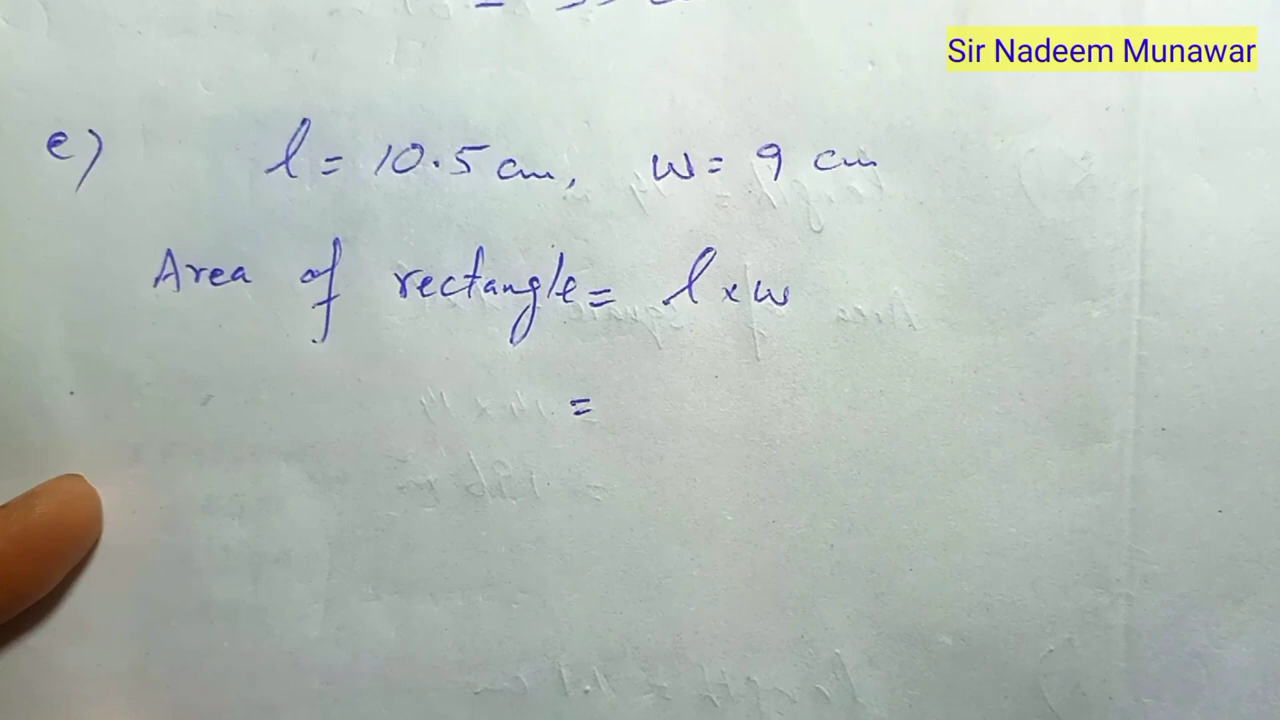 Sir Nadeem Munawar
e) l = 10.5 cm, w = 9 cm
Area of rectangle = l × w
=